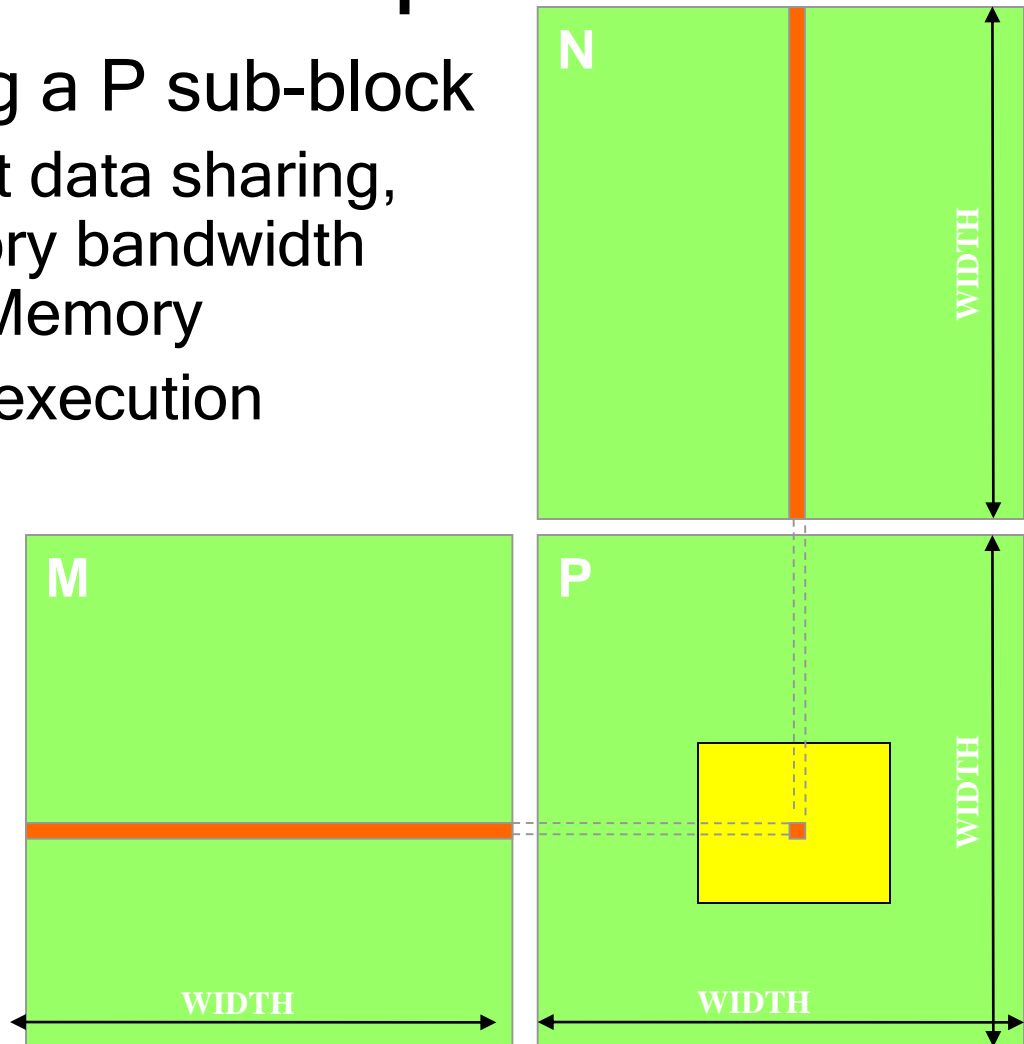 g a P sub-block
t data sharing,
ory bandwidth
Memory
execution
N
WIDTH
M
P
WIDTH
WIDTH
WIDTH